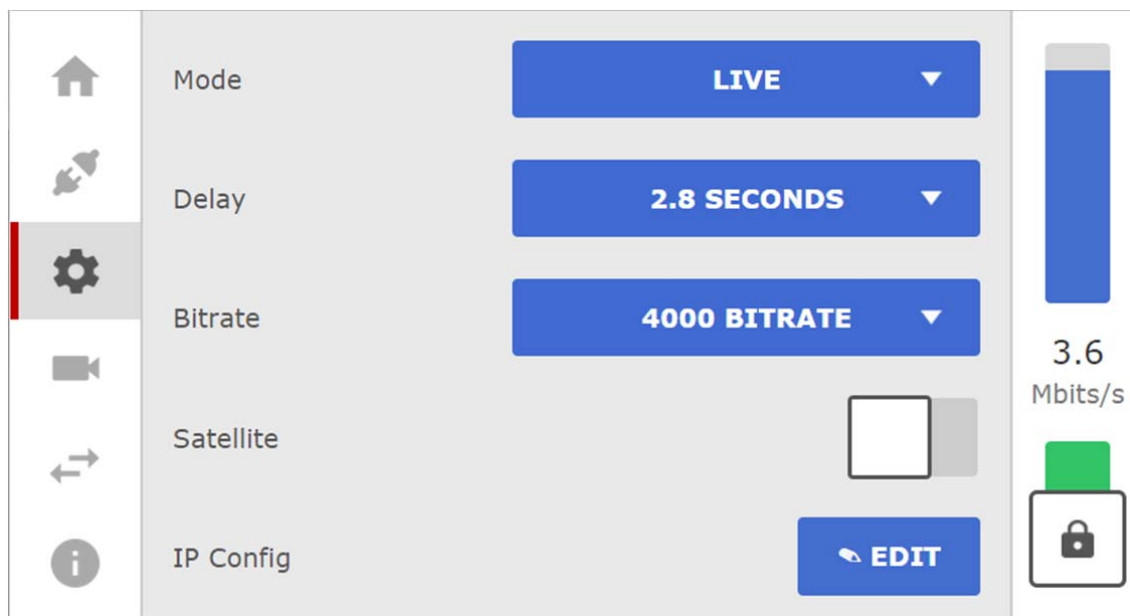 Mode
LIVE
Delay
2.8 SECONDS
Bitrate
4000 BITRATE
Satellite
IP Config
EDIT
3.6
Mbits/s